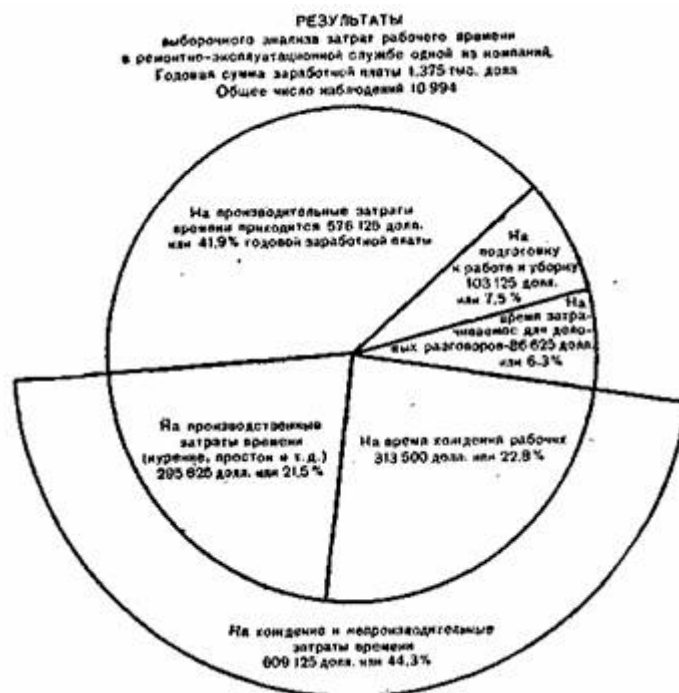 РЕЗУЛЬТАТЫ
выборочного анализа затрат рабочего времени
в ремонтно-эксплуатационной службе одной из компаний.
Годовая сумма заработной платы 1,375 тыс. долл.
Общее число наблюдений 10 994
На производительные затраты
времени приходится 576 125 долл.
или 41,9% годовой заработной платы
На
подготовку
к работе и уборку
103 125 долл.
или 7,5 %
На
время затра-
чиваемое для дело-
вых разговоров-86 625 долл.
или 6.3%
На производственные
затраты времени
(курение, простои и т.д.)
295 625 долл. или 21,5 %
На время хождения рабочих
313 500 долл. или 22,8 %
На хождение и непроизводительные
затраты времени
609 125 долл. или 44,3%